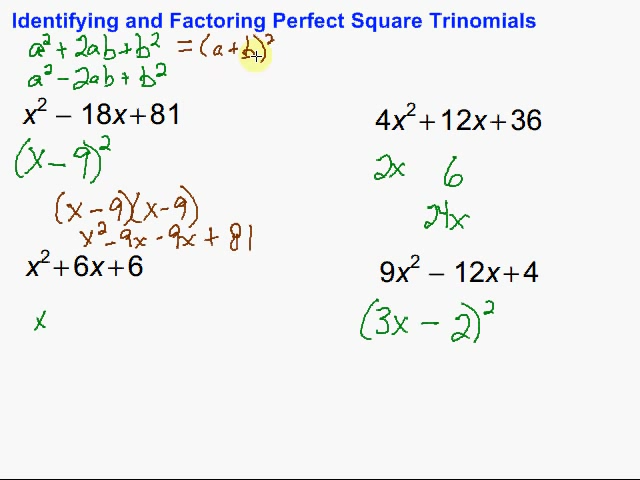 Identifying and Factoring Perfect Square Trinomials
a² + 2ab + b² = (a + b)²
a² - 2ab + b²
x² – 18x+81
(x - 9)²
(x - 9)(x - 9)
x² - 9x - 9x + 81
x²+6x+6
x
4x²+12x+36
2x 6
24x
9x² – 12x+4
(3x - 2)²